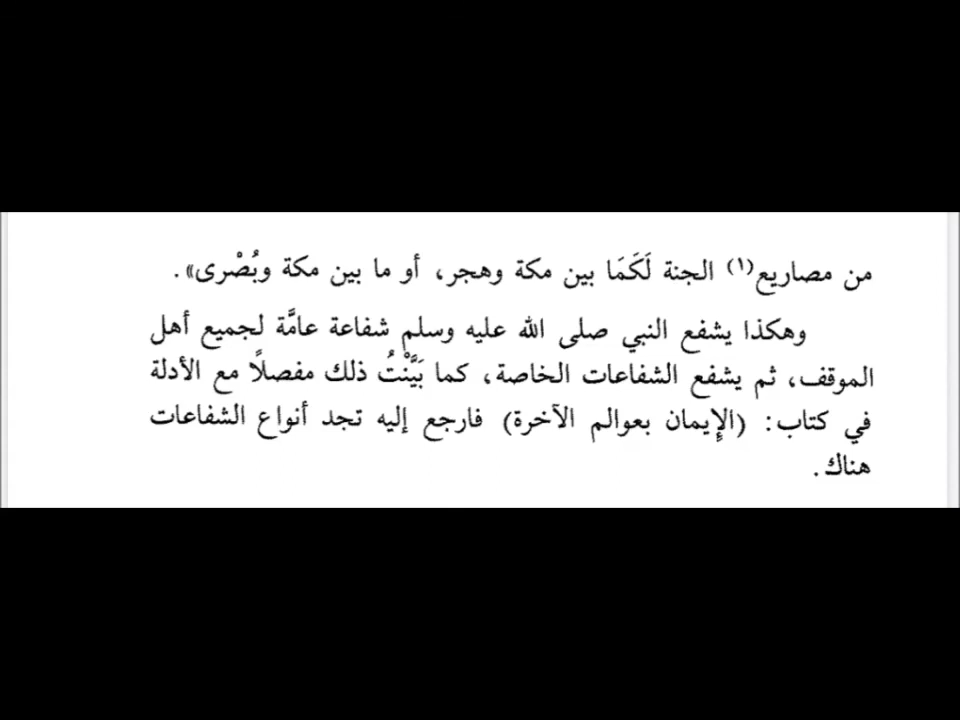 من مصاريع(١) الجنة لَكَمَا بين مكة وهجر، أو ما بين مكة وبُصْرى».
وهكذا يشفع النبي صلى الله عليه وسلم شفاعة عامَّة لجميع أهل
الموقف، ثم يشفع الشفاعات الخاصة، كما بَيَّنْتُ ذلك مفصلاً مع الأدلة
في كتاب: (الإيمان بعوالم الآخرة) فارجع إليه تجد أنواع الشفاعات
هناك.